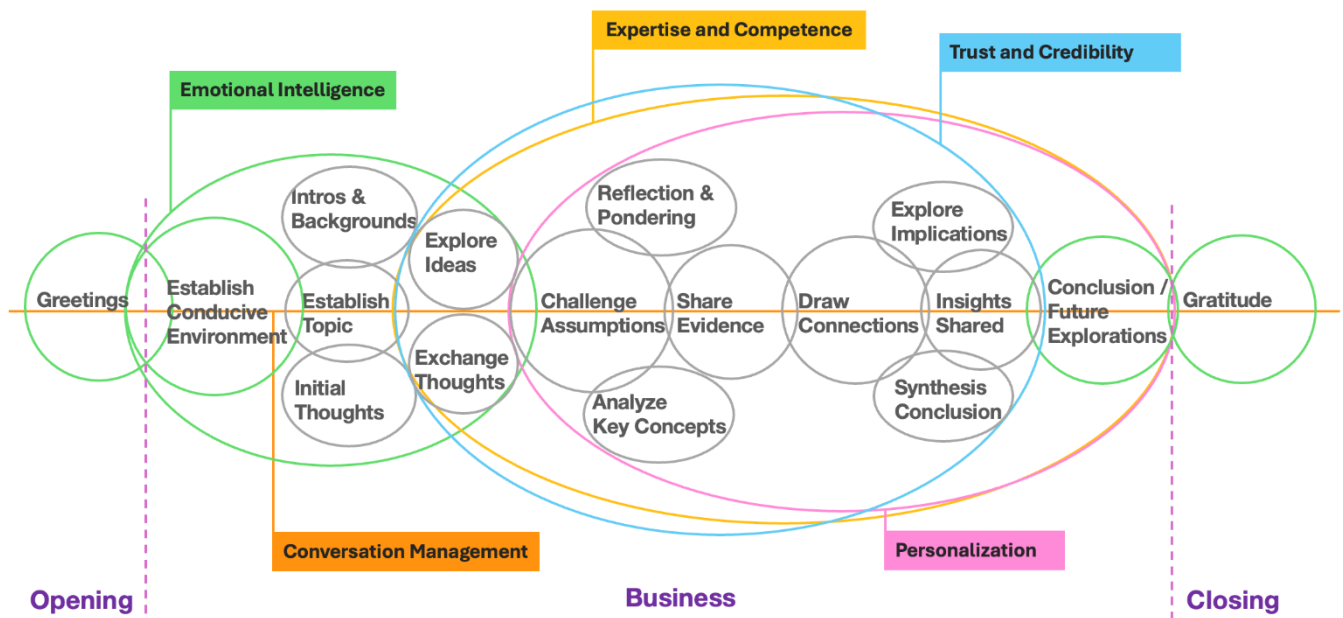 Expertise and Competence
Trust and Credibility
Emotional Intelligence
Intros &
Backgrounds
Reflection &
Pondering
Explore
Implications
Explore
Ideas
Greetings
Establish
Conducive
Environment
Establish
Topic
Challenge
Assumptions
Share
Evidence
Draw
Connections
Insights
Shared
Conclusion /
Future
Explorations
Gratitude
Exchange
Thoughts
Initial
Thoughts
Analyze
Key Concepts
Synthesis
Conclusion
Conversation Management
Personalization
Opening
Business
Closing